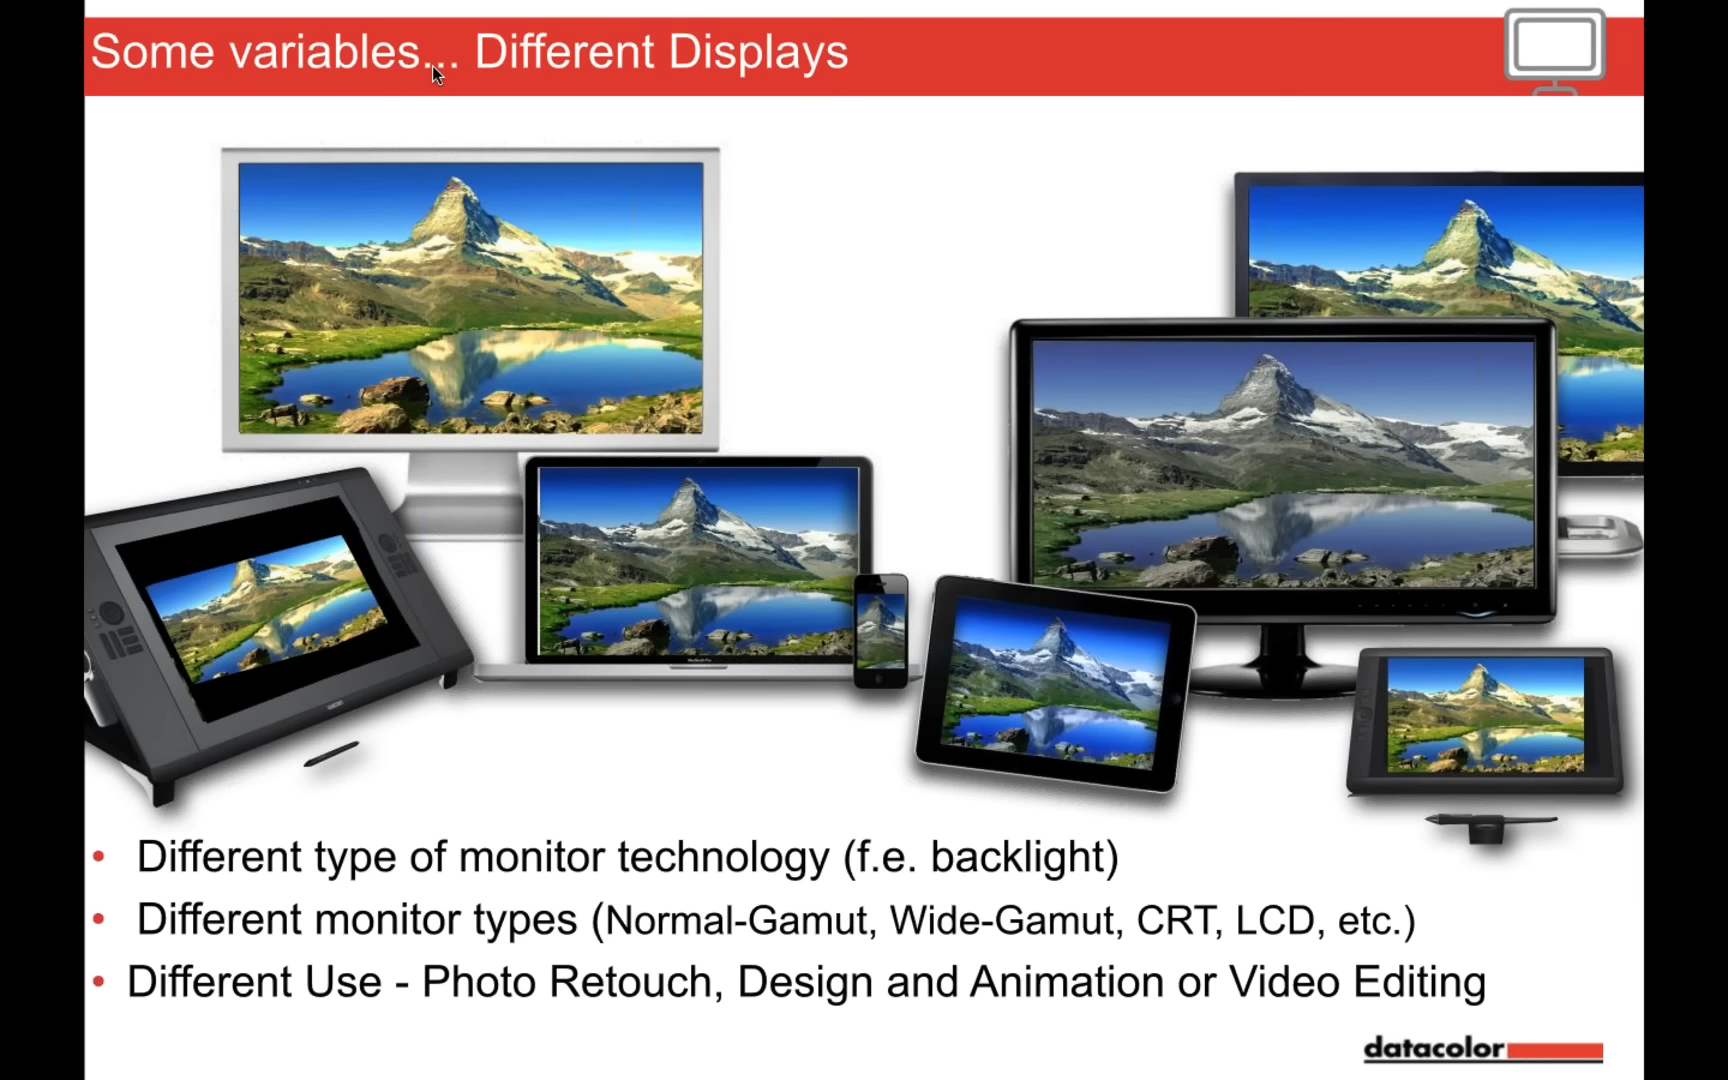 Some variables... Different Displays
• Different type of monitor technology (f.e. backlight)
• Different monitor types (Normal-Gamut, Wide-Gamut, CRT, LCD, etc.)
• Different Use - Photo Retouch, Design and Animation or Video Editing
datacolor